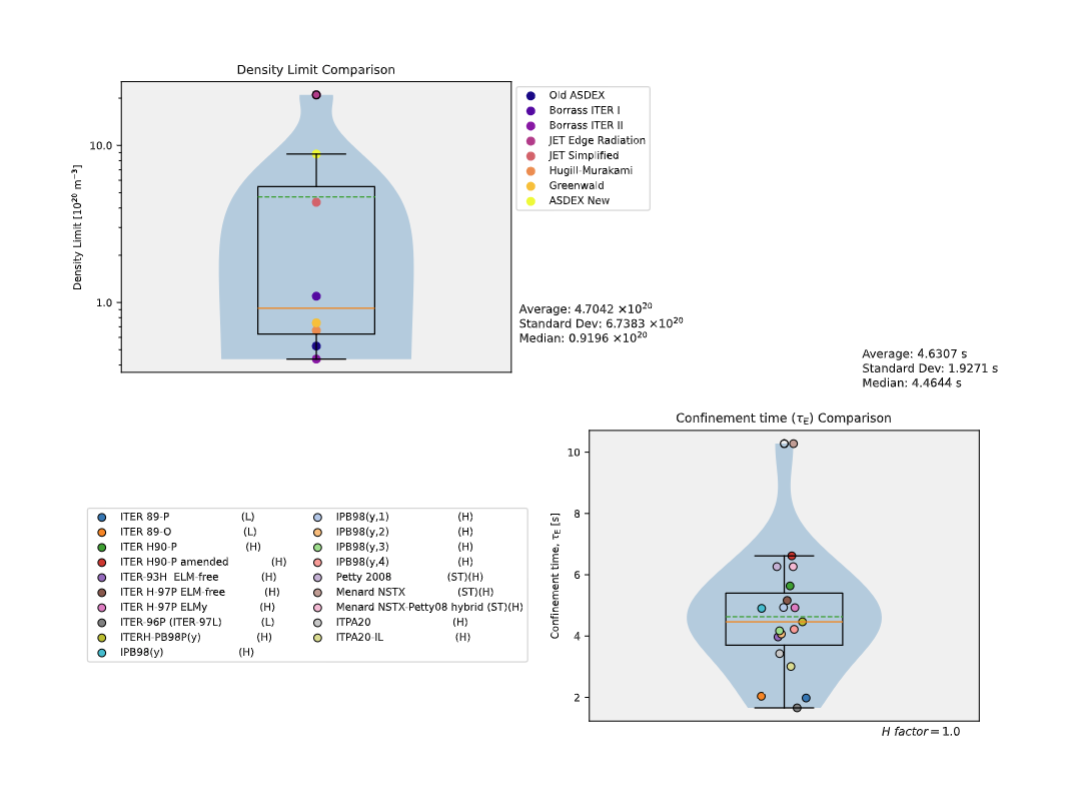 Density Limit Comparison
Density Limit [10²⁰ m⁻³]
10.0
1.0
Old ASDEX
Borrass ITER I
Borrass ITER II
JET Edge Radiation
JET Simplified
Hugill-Murakami
Greenwald
ASDEX New
Average: 4.7042 ×10²⁰
Standard Dev: 6.7383 ×10²⁰
Median: 0.9196 ×10²⁰
Average: 4.6307 s
Standard Dev: 1.9271 s
Median: 4.4644 s
Confinement time (τE) Comparison
Confinement time, τE [s]
10
8
6
4
2
H factor = 1.0
ITER 89-P (L)
ITER 89-O (L)
ITER H90-P (H)
ITER H90-P amended (H)
ITER-93H ELM-free (H)
ITER H-97P ELM-free (H)
ITER H-97P ELMy (H)
ITER-96P (ITER-97L) (L)
ITERH-PB98P(y) (H)
IPB98(y) (H)
IPB98(y,1) (H)
IPB98(y,2) (H)
IPB98(y,3) (H)
IPB98(y,4) (H)
Petty 2008 (ST)(H)
Menard NSTX (ST)(H)
Menard NSTX-Petty08 hybrid (ST)(H)
ITPA20 (H)
ITPA20-IL (H)